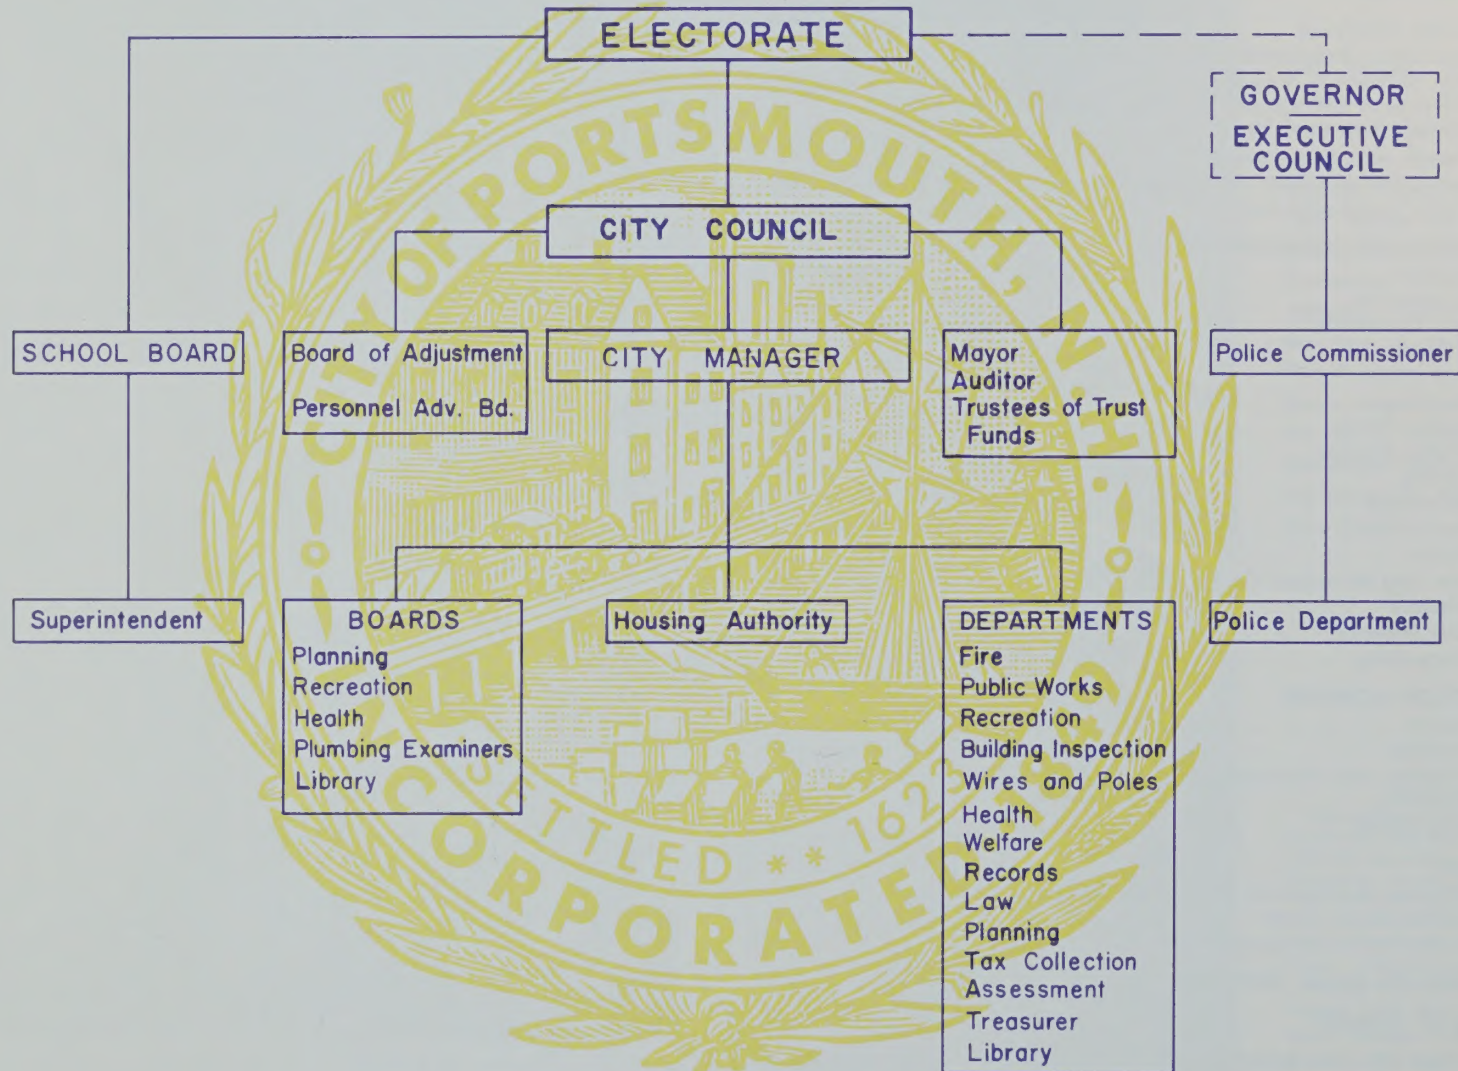 ELECTORATE
GOVERNOR
EXECUTIVE
COUNCIL
CITY COUNCIL
SCHOOL BOARD
Board of Adjustment
Personnel Adv. Bd.
CITY MANAGER
Mayor
Auditor
Trustees of Trust
Funds
Police Commissioner
Superintendent
BOARDS
Planning
Recreation
Health
Plumbing Examiners
Library
Housing Authority
DEPARTMENTS
Fire
Public Works
Recreation
Building Inspection
Wires and Poles
Health
Welfare
Records
Law
Planning
Tax Collection
Assessment
Treasurer
Library
Police Department
CITY OF PORTSMOUTH, N.H.
SETTLED ** 162